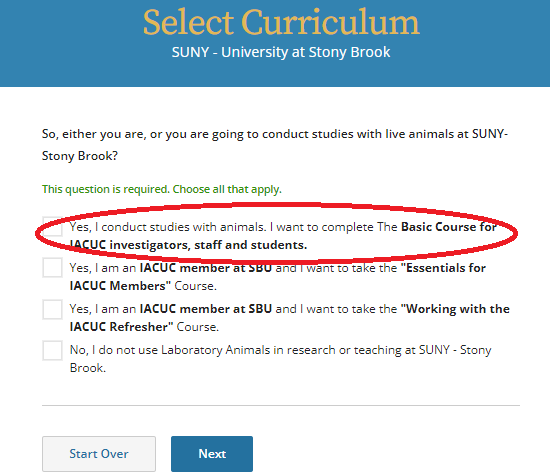 Select Curriculum
SUNY - University at Stony Brook
So, either you are, or you are going to conduct studies with live animals at SUNY-
Stony Brook?
This question is required. Choose all that apply.
Yes, I conduct studies with animals. I want to complete The Basic Course for
IACUC investigators, staff and students.
Yes, I am an IACUC member at SBU and I want to take the "Essentials for
IACUC Members" Course.
Yes, I am an IACUC member at SBU and I want to take the "Working with the
IACUC Refresher" Course.
No, I do not use Laboratory Animals in research or teaching at SUNY - Stony
Brook.
Start Over
Next